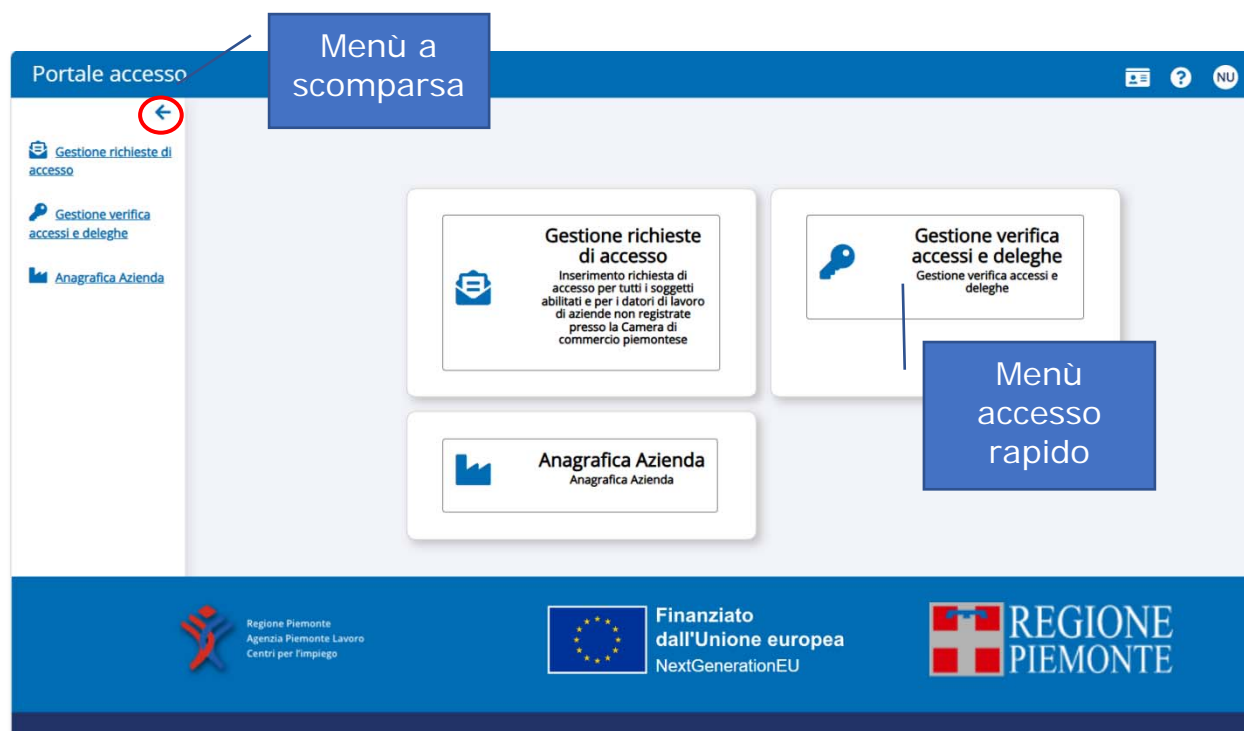 Menù a
scomparsa
Portale accesso
NU
Gestione richieste di
accesso
Gestione verifica
accessi e deleghe
Anagrafica Azienda
Gestione richieste
di accesso
Inserimento richiesta di
accesso per tutti i soggetti
abilitati e per i datori di lavoro
di aziende non registrate
presso la Camera di
commercio piemontese
Gestione verifica
accessi e deleghe
Gestione verifica accessi e
deleghe
Menù
accesso
rapido
Anagrafica Azienda
Anagrafica Azienda
Regione Piemonte
Agenzia Piemonte Lavoro
Centri per l'impiego
Finanziato
dall'Unione europea
NextGenerationEU
REGIONE
PIEMONTE